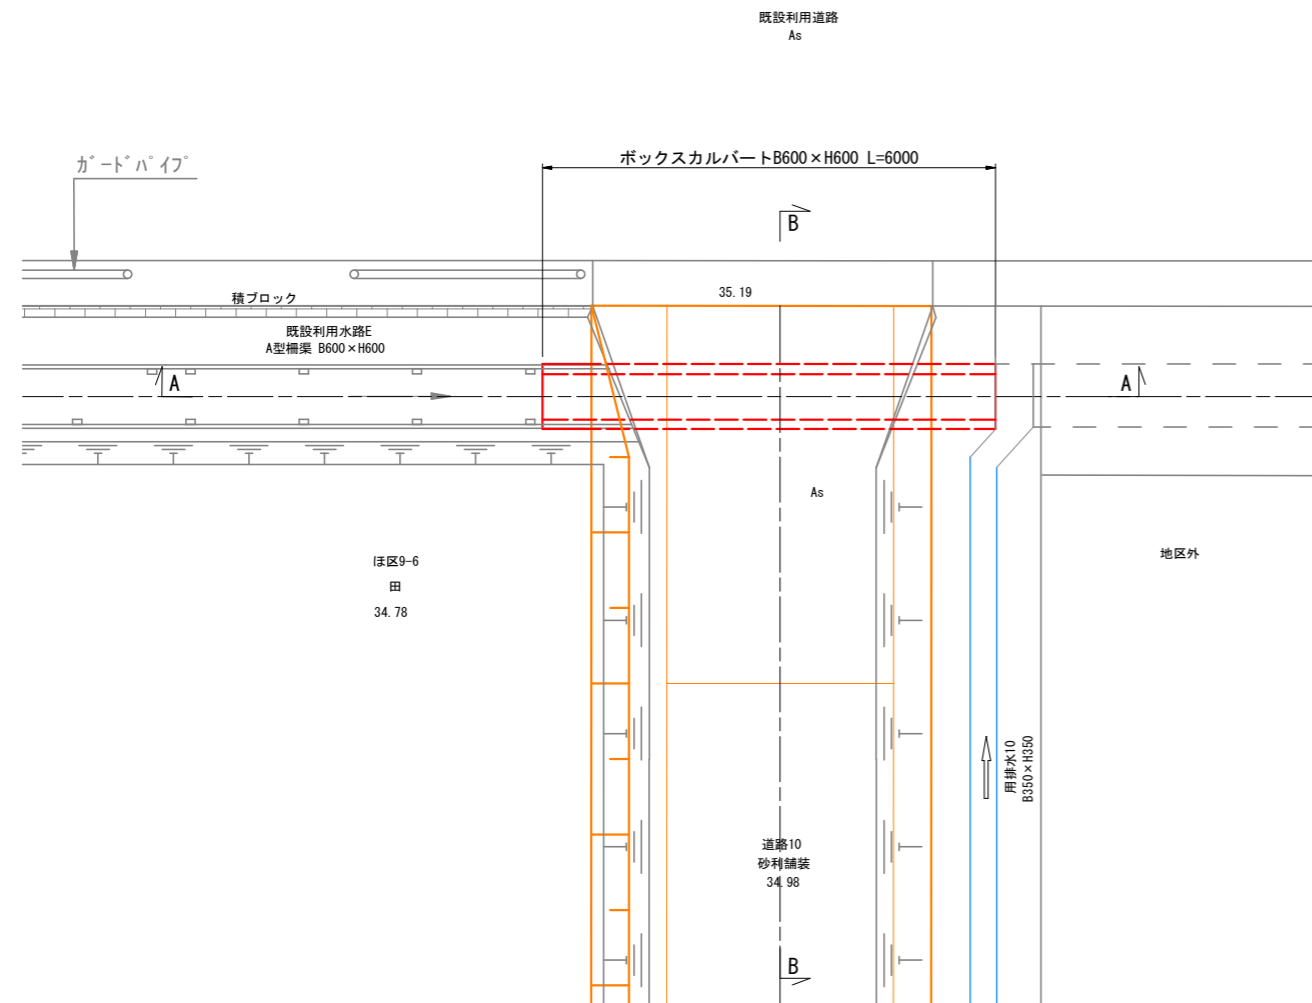 既設利用道路
As
ボックスカルバートB600×H600 L=6000
ガードパイプ
B
35.19
積ブロック
既設利用水路E
A型柵渠 B600×H600
A
A
As
ほ区9-6
田
34.78
地区外
用排水10
B350×H350
道路10
砂利舗装
34.98
B